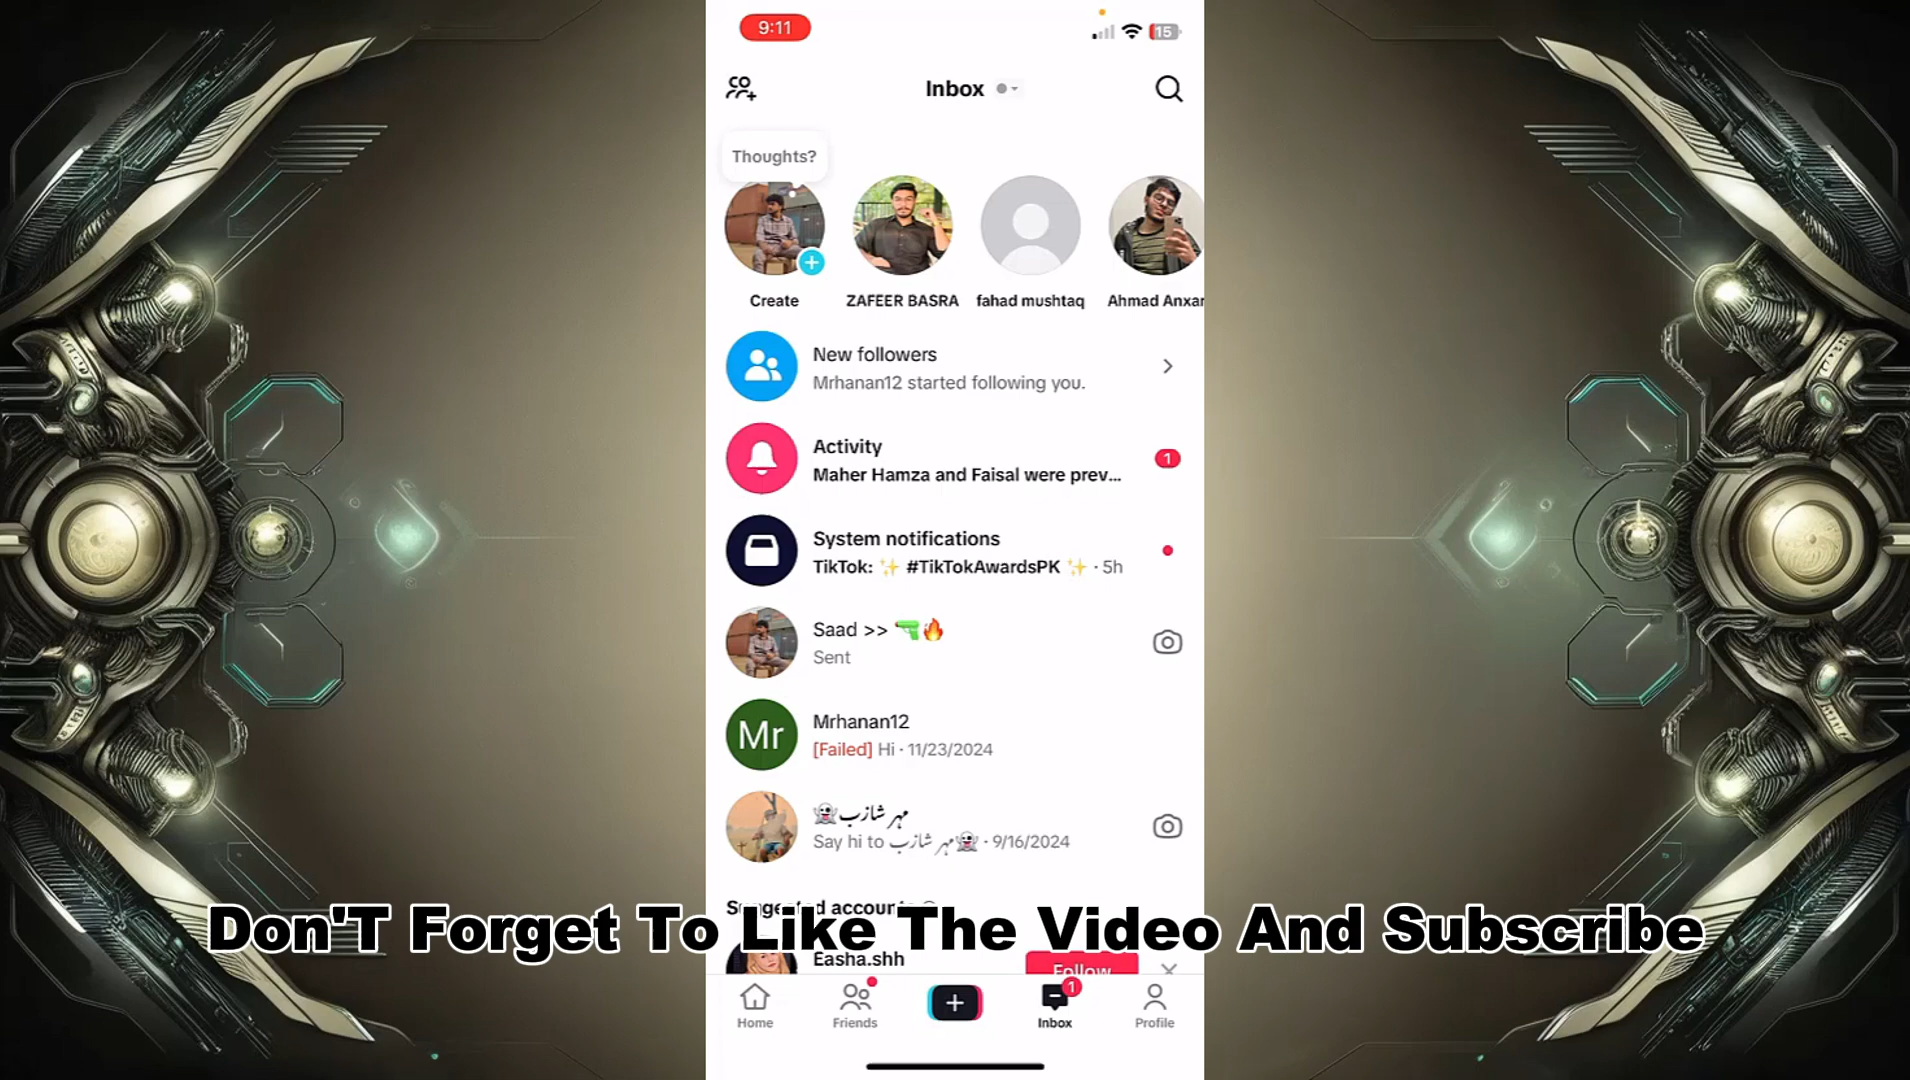 9:11
15
Inbox
Thoughts?
Create
ZAFEER BASRA
fahad mushtaq
Ahmad Anxar
New followers
Mrhanan12 started following you.
Activity
Maher Hamza and Faisal were prev...
1
System notifications
TikTok: ✨ #TikTokAwardsPK ✨ · 5h
Saad >> 🔫🔥
Sent
Mr
Mrhanan12
[Failed] Hi · 11/23/2024
مہر شازب👻
Say hi to مہر شازب👻 · 9/16/2024
Suggested accounts
Don'T Forget To Like The Video And Subscribe
Easha.shh
Follow
Home
Friends
1
Inbox
Profile